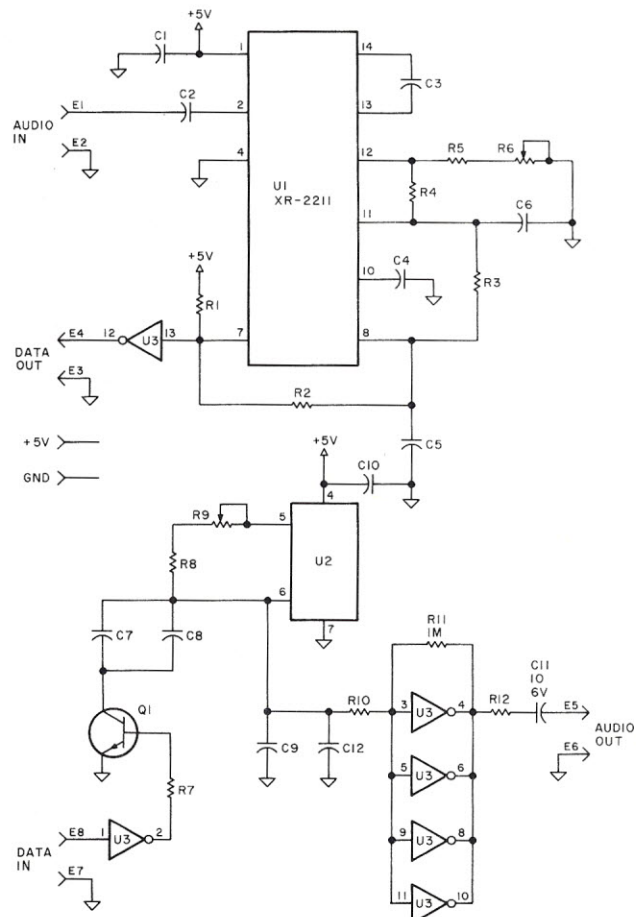 +5V
C1
1
14
C3
E1
C2
2
13
AUDIO
IN
E2
4
12
R5
R6
U1
XR-2211
R4
11
C6
+5V
10
C4
R3
R1
E4
12
U3
13
7
8
DATA
OUT
E3
R2
+5V
+5V
C5
GND
C10
4
R9
5
U2
R8
6
7
C7
C8
R11
1M
C11
10
6V
Q1
R10
3
U3
4
R12
E5
AUDIO
OUT
C9
C12
E6
R7
5
U3
6
E8
1
U3
2
9
U3
8
DATA
IN
E7
11
U3
10